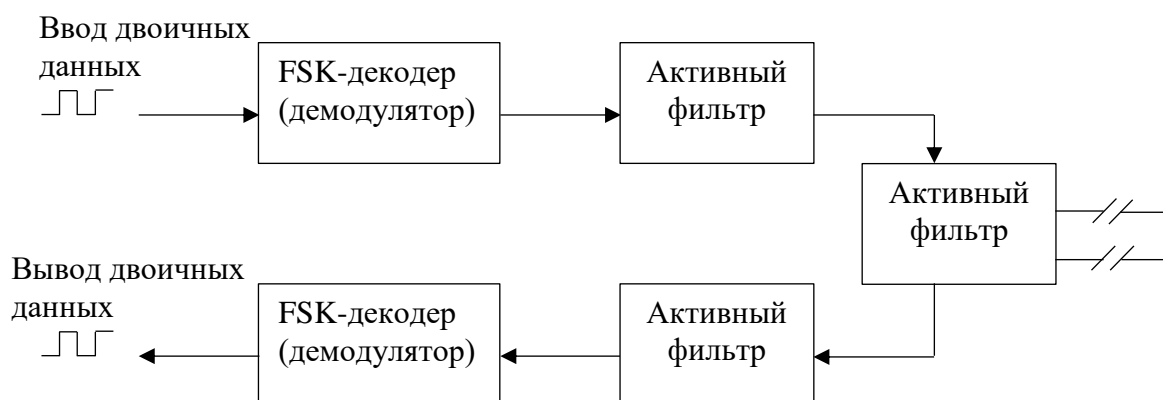 Ввод двоичных
данных
FSK-декодер
(демодулятор)
Активный
фильтр
Активный
фильтр
Вывод двоичных
данных
FSK-декодер
(демодулятор)
Активный
фильтр